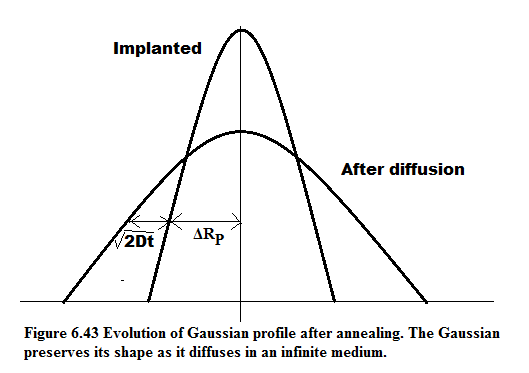 Implanted
After diffusion
√2Dt
ΔRP
Figure 6.43 Evolution of Gaussian profile after annealing. The Gaussian
preserves its shape as it diffuses in an infinite medium.